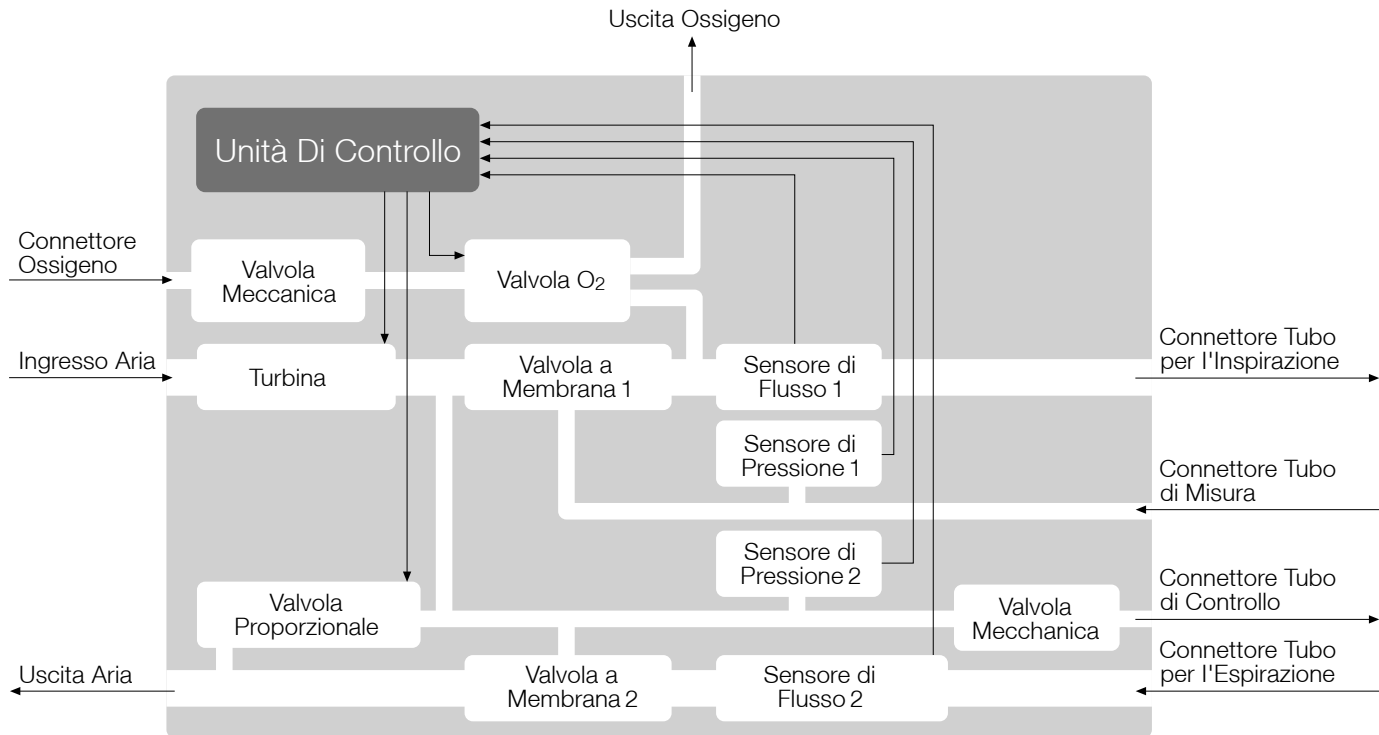 Uscita Ossigeno
Unità Di Controllo
Connettore
Ossigeno
Valvola
Meccanica
Valvola O2
Ingresso Aria
Turbina
Valvola a
Membrana 1
Sensore di
Flusso 1
Connettore Tubo
per l'Inspirazione
Sensore di
Pressione 1
Connettore Tubo
di Misura
Sensore di
Pressione 2
Valvola
Proporzionale
Valvola
Mecchanica
Connettore Tubo
di Controllo
Uscita Aria
Valvola a
Membrana 2
Sensore di
Flusso 2
Connettore Tubo
per l'Espirazione